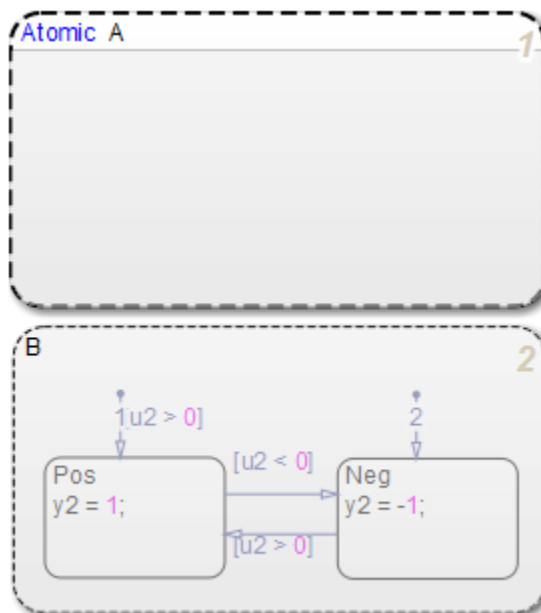 Atomic A
1
B
2
1[u2 > 0]
2
[u2 < 0]
Pos
y2 = 1;
Neg
y2 = -1;
[u2 > 0]